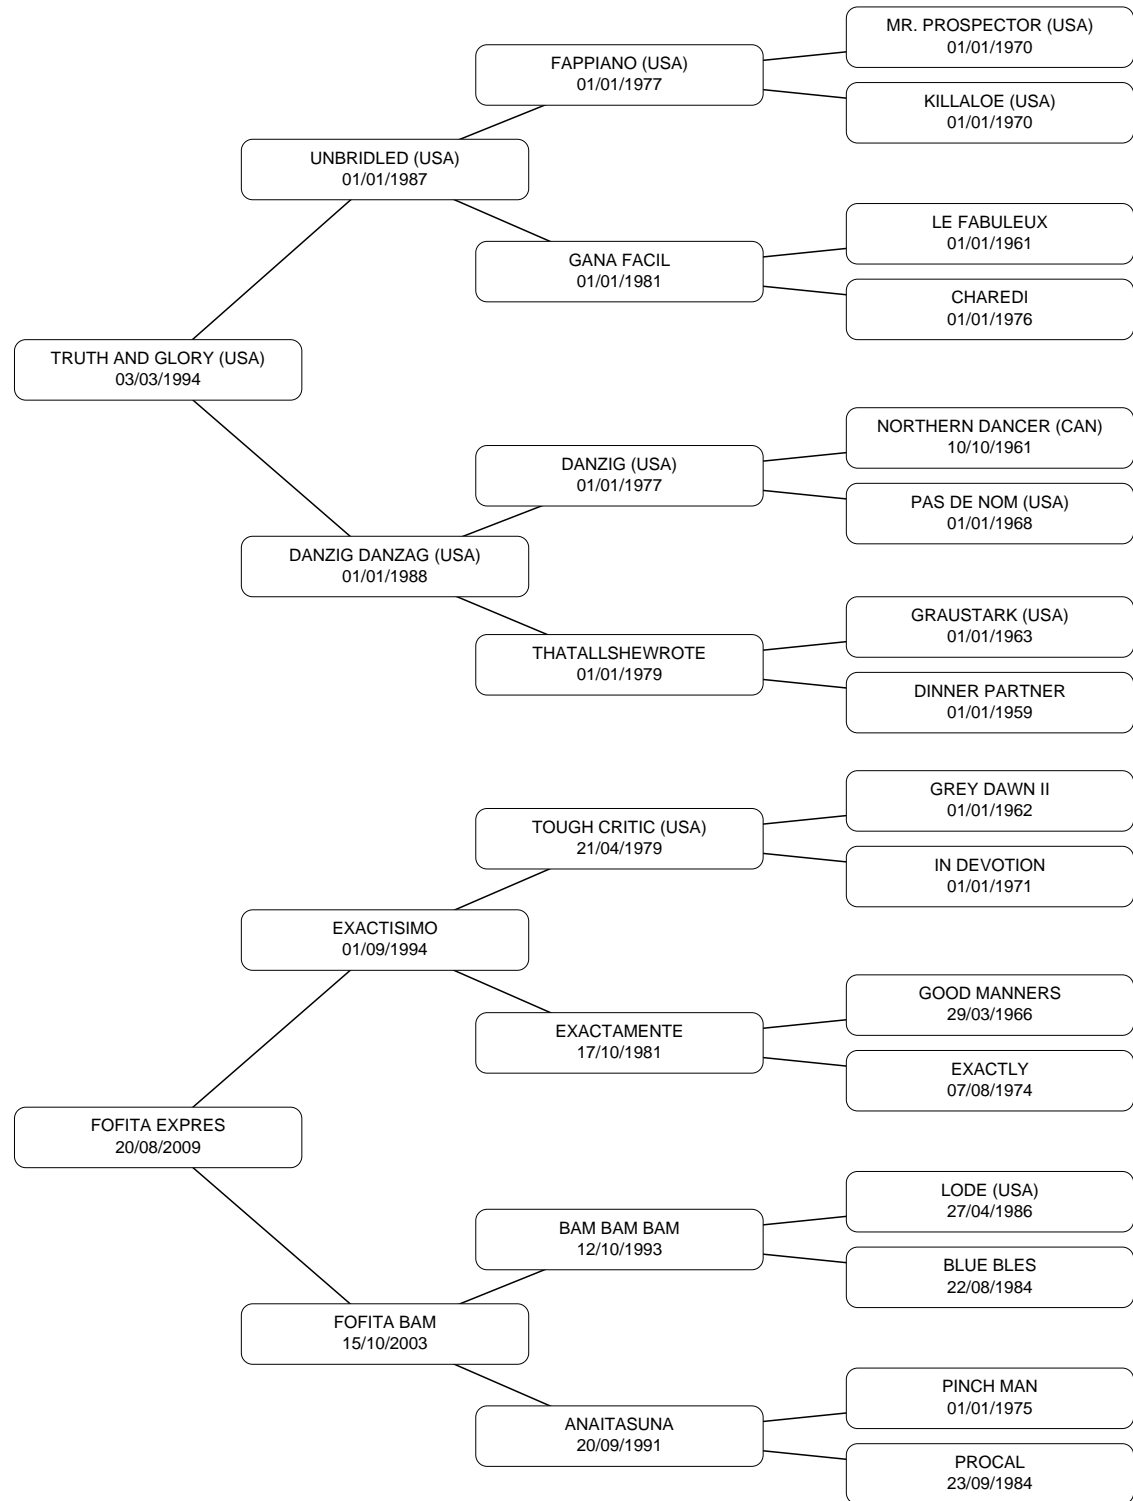 MR. PROSPECTOR (USA)
01/01/1970
FAPPIANO (USA)
01/01/1977
KILLALOE (USA)
01/01/1970
UNBRIDLED (USA)
01/01/1987
LE FABULEUX
01/01/1961
GANA FACIL
01/01/1981
CHAREDI
01/01/1976
TRUTH AND GLORY (USA)
03/03/1994
NORTHERN DANCER (CAN)
10/10/1961
DANZIG (USA)
01/01/1977
PAS DE NOM (USA)
01/01/1968
DANZIG DANZAG (USA)
01/01/1988
GRAUSTARK (USA)
01/01/1963
THATALLSHEWROTE
01/01/1979
DINNER PARTNER
01/01/1959
GREY DAWN II
01/01/1962
TOUGH CRITIC (USA)
21/04/1979
IN DEVOTION
01/01/1971
EXACTISIMO
01/09/1994
GOOD MANNERS
29/03/1966
EXACTAMENTE
17/10/1981
EXACTLY
07/08/1974
FOFITA EXPRES
20/08/2009
LODE (USA)
27/04/1986
BAM BAM BAM
12/10/1993
BLUE BLES
22/08/1984
FOFITA BAM
15/10/2003
PINCH MAN
01/01/1975
ANAITASUNA
20/09/1991
PROCAL
23/09/1984